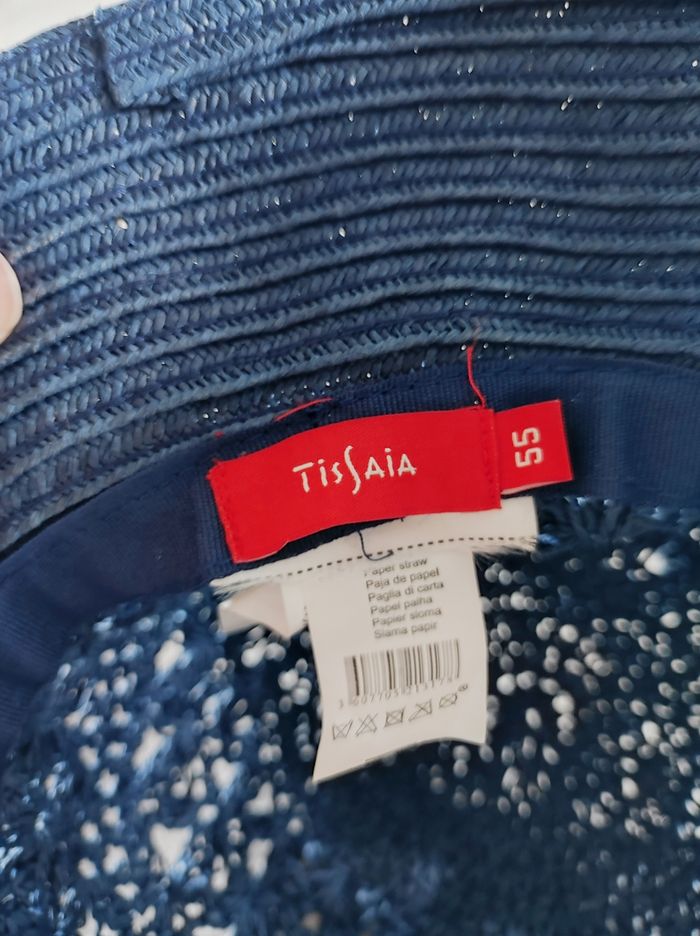 TISSAIA
55
Paper straw
Paja de papel
Paglia di carta
Papel palha
Papier słoma
Slama papir